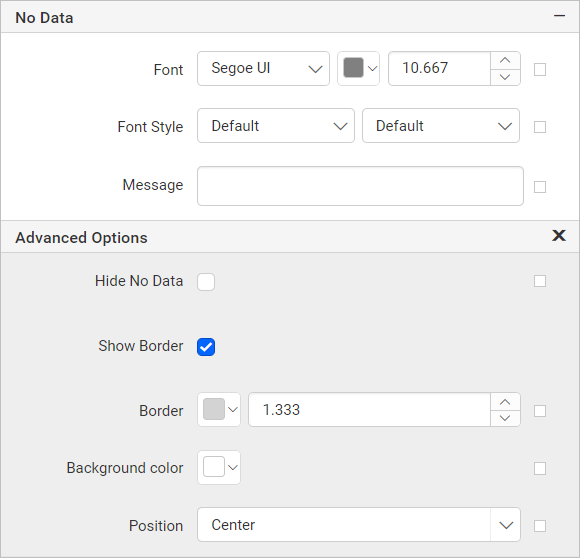 No Data
Font Segoe UI 10.667
Font Style Default Default
Message
Advanced Options
Hide No Data
Show Border
Border 1.333
Background color
Position Center